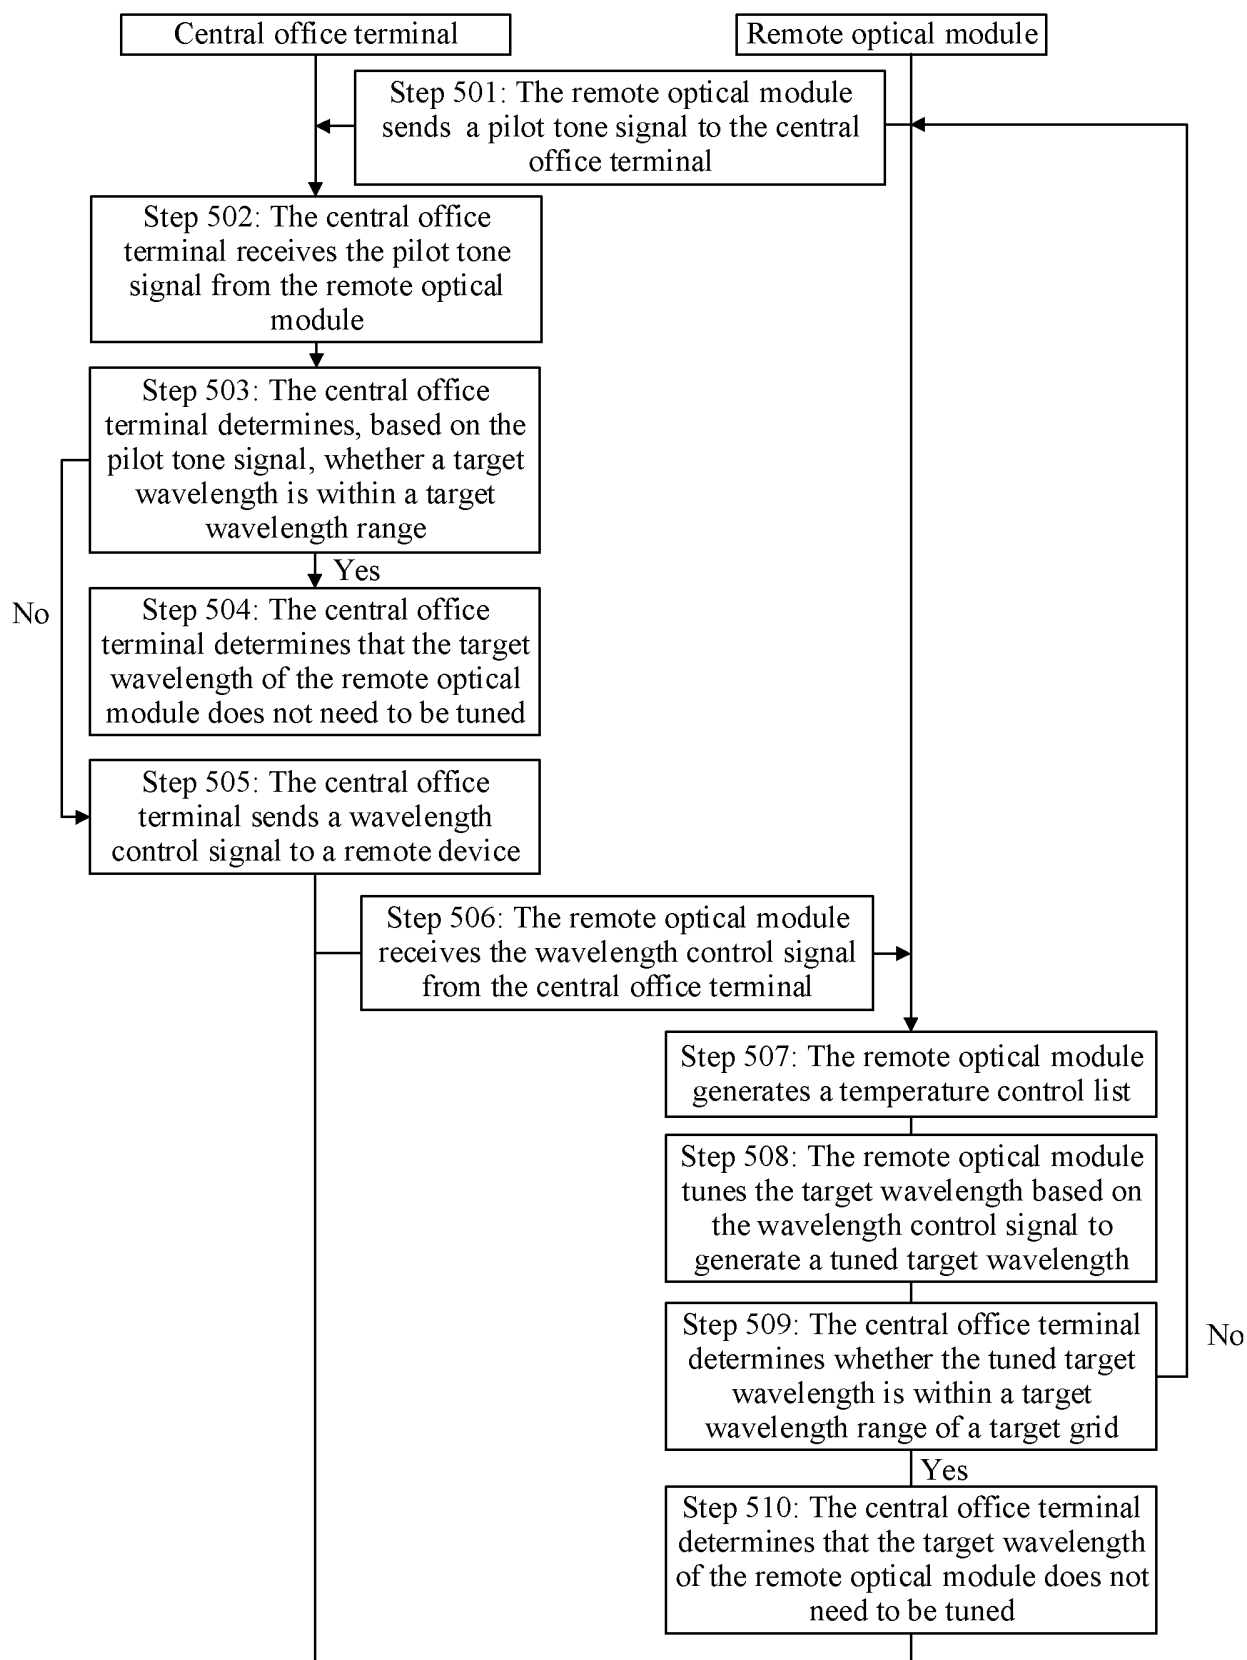 Central office terminal
Remote optical module
Step 501: The remote optical module
sends a pilot tone signal to the central
office terminal
Step 502: The central office
terminal receives the pilot tone
signal from the remote optical
module
Step 503: The central office
terminal determines, based on the
pilot tone signal, whether a target
wavelength is within a target
wavelength range
Yes
No
Step 504: The central office
terminal determines that the target
wavelength of the remote optical
module does not need to be tuned
Step 505: The central office
terminal sends a wavelength
control signal to a remote device
Step 506: The remote optical module
receives the wavelength control signal
from the central office terminal
Step 507: The remote optical module
generates a temperature control list
Step 508: The remote optical module
tunes the target wavelength based on
the wavelength control signal to
generate a tuned target wavelength
Step 509: The central office terminal
determines whether the tuned target
wavelength is within a target
wavelength range of a target grid
No
Yes
Step 510: The central office terminal
determines that the target wavelength
of the remote optical module does not
need to be tuned